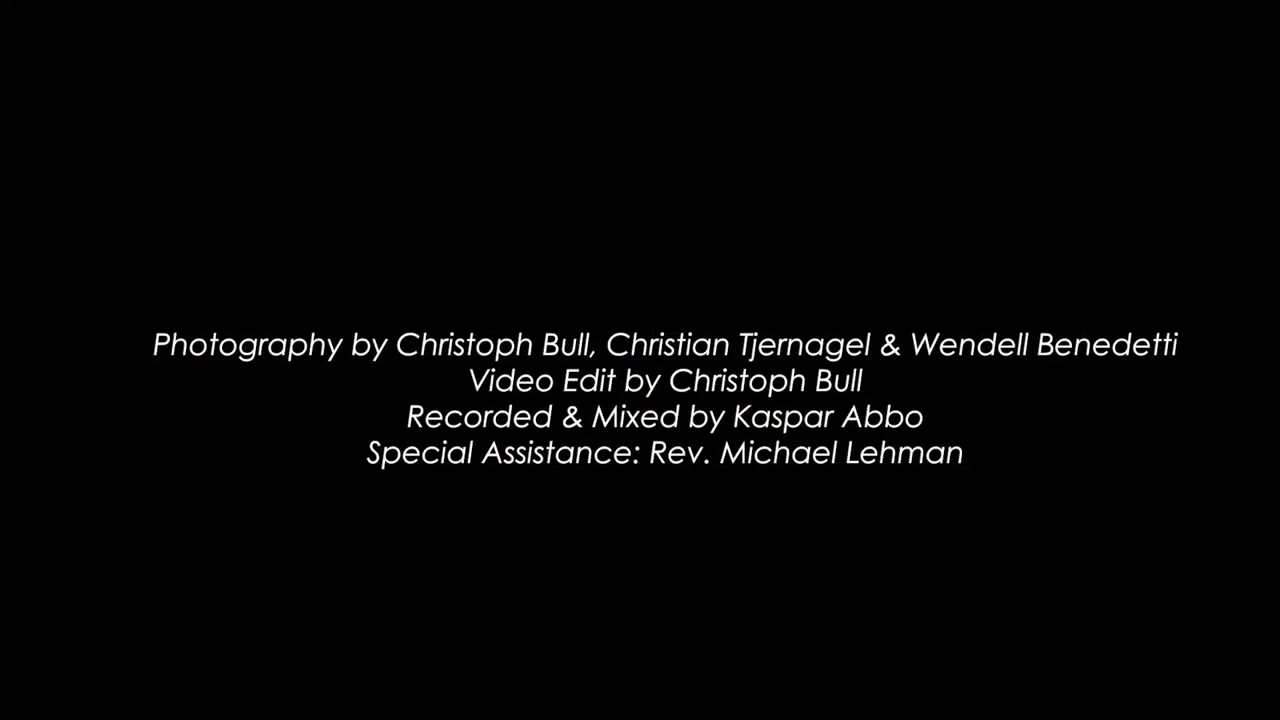 Photography by Christoph Bull, Christian Tjernagel & Wendell Benedetti
Video Edit by Christoph Bull
Recorded & Mixed by Kaspar Abbo
Special Assistance: Rev. Michael Lehman